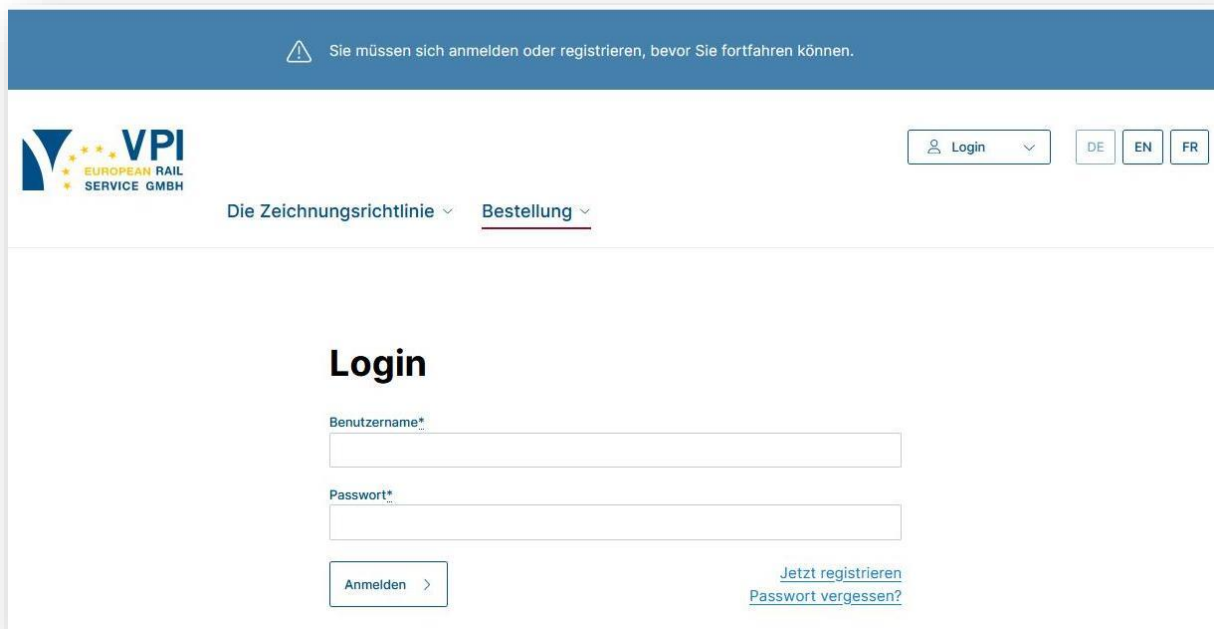 Sie müssen sich anmelden oder registrieren, bevor Sie fortfahren können.
VPI
EUROPEAN RAIL
SERVICE GMBH
Login
DE
EN
FR
Die Zeichnungsrichtlinie
Bestellung
Login
Benutzername*
Passwort*
Anmelden
Jetzt registrieren
Passwort vergessen?